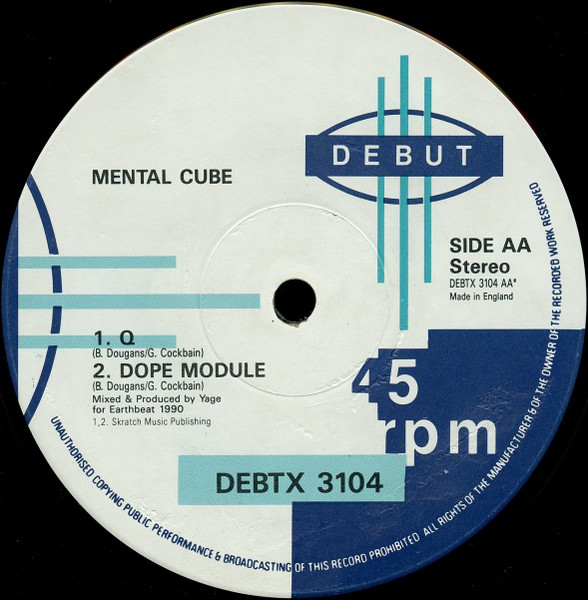 DEBUT
MENTAL CUBE
SIDE AA
Stereo
DEBTX 3104 AA*
Made in England
1. Q
(B. Dougans/G. Cockbain)
2. DOPE MODULE
(B. Dougans/G. Cockbain)
Mixed & Produced by Yage
for Earthbeat 1990
1,2. Skratch Music Publishing
45
rpm
DEBTX 3104
UNAUTHORISED COPYING PUBLIC PERFORMANCE & BROADCASTING OF THIS RECORD PROHIBITED ALL RIGHTS OF THE MANUFACTURER & OF THE OWNER OF THE RECORDED WORK RESERVED